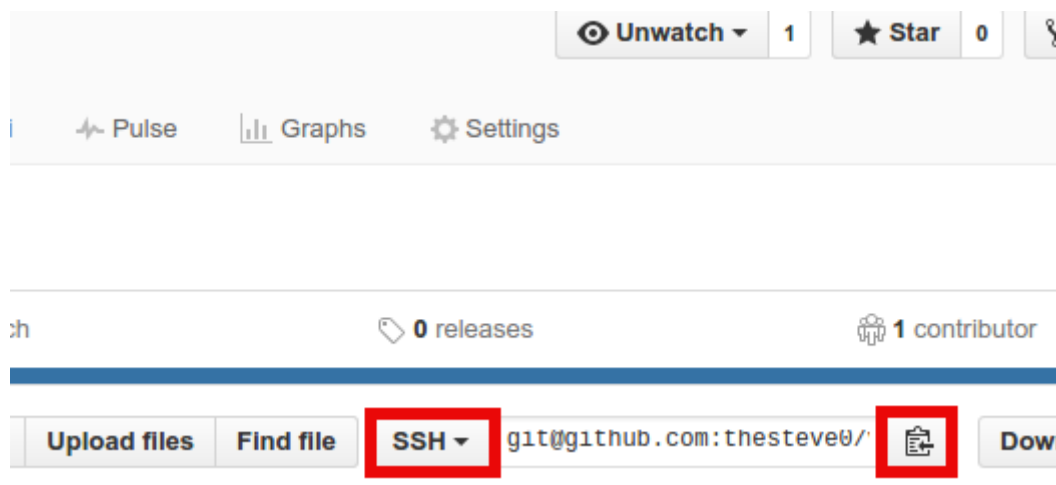 Unwatch 1 Star 0
Pulse Graphs Settings
0 releases 1 contributor
Upload files Find file SSH git@github.com:thesteve0/